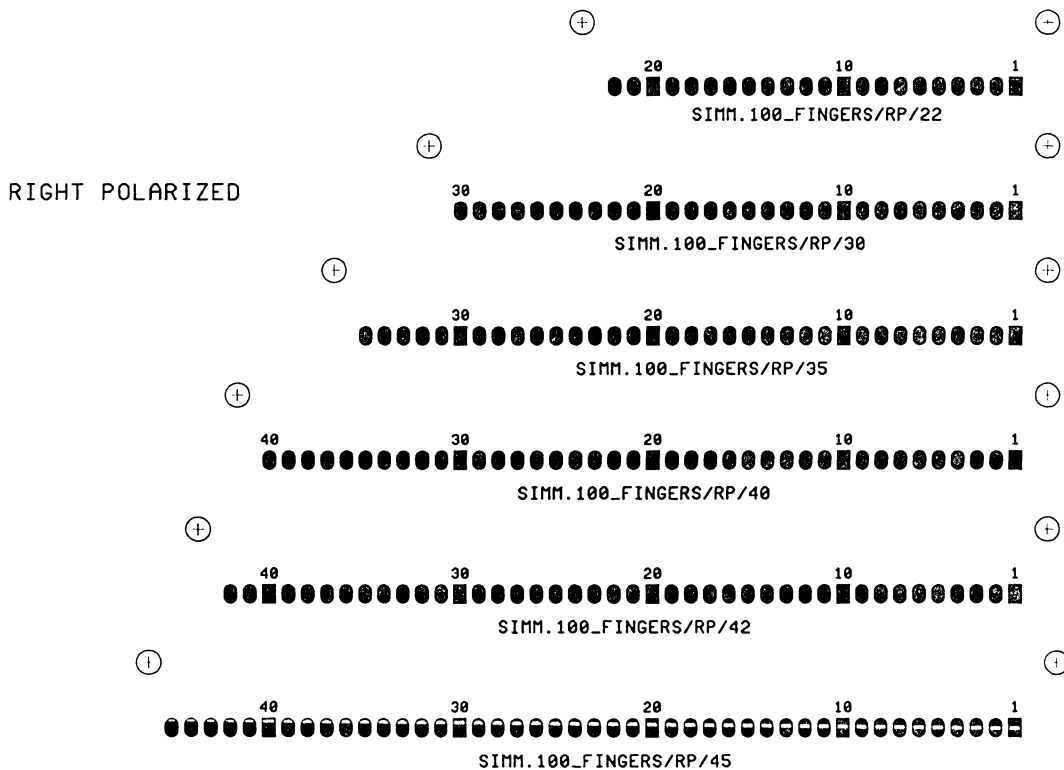 20 10 1
SIMM.100_FINGERS/RP/22
RIGHT POLARIZED
30 20 10 1
SIMM.100_FINGERS/RP/30
30 20 10 1
SIMM.100_FINGERS/RP/35
40 30 20 10 1
SIMM.100_FINGERS/RP/40
40 30 20 10 1
SIMM.100_FINGERS/RP/42
40 30 20 10 1
SIMM.100_FINGERS/RP/45